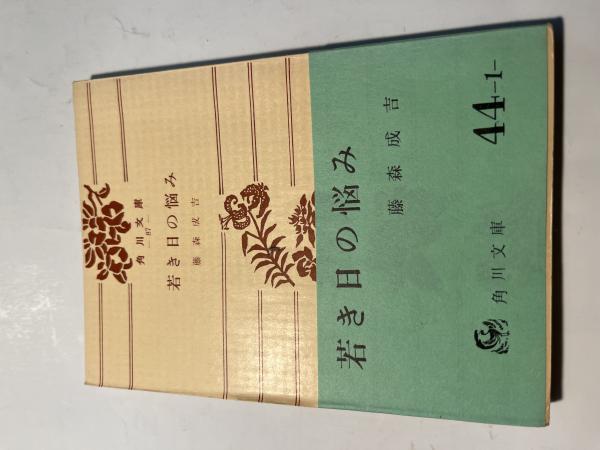 角川文庫
—87—
若き日の悩み
藤森成吉
若き日の悩み
藤森成吉
44-1-
角川文庫